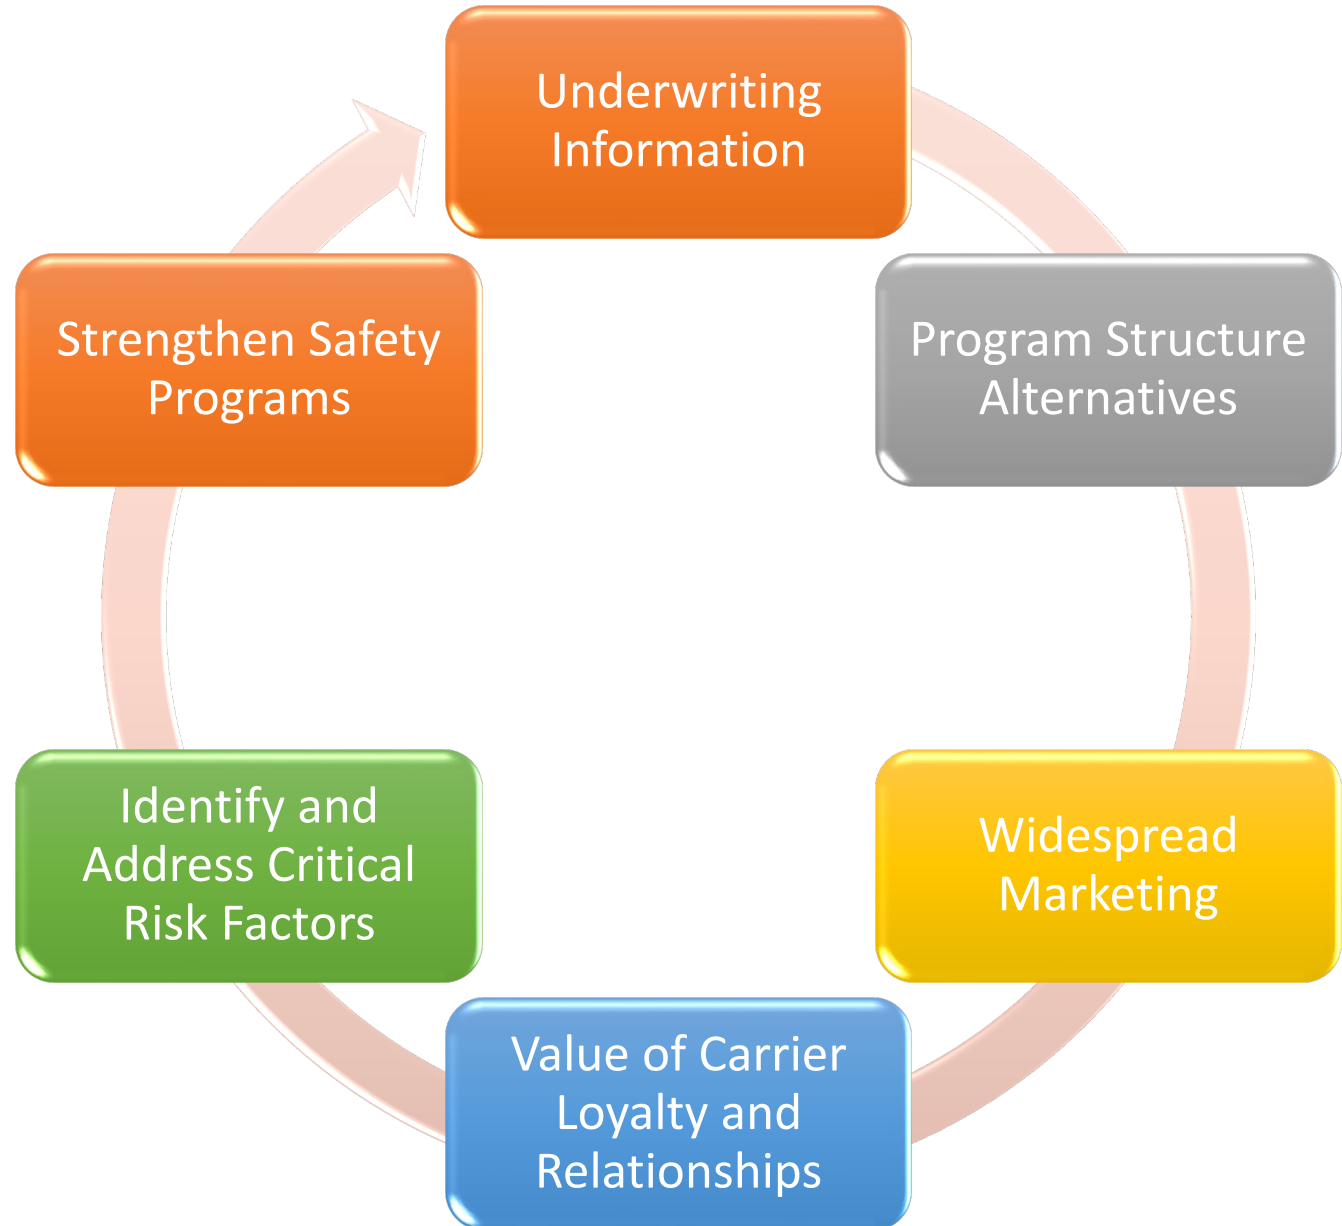 Underwriting
Information
Program Structure
Alternatives
Widespread
Marketing
Value of Carrier
Loyalty and
Relationships
Identify and
Address Critical
Risk Factors
Strengthen Safety
Programs